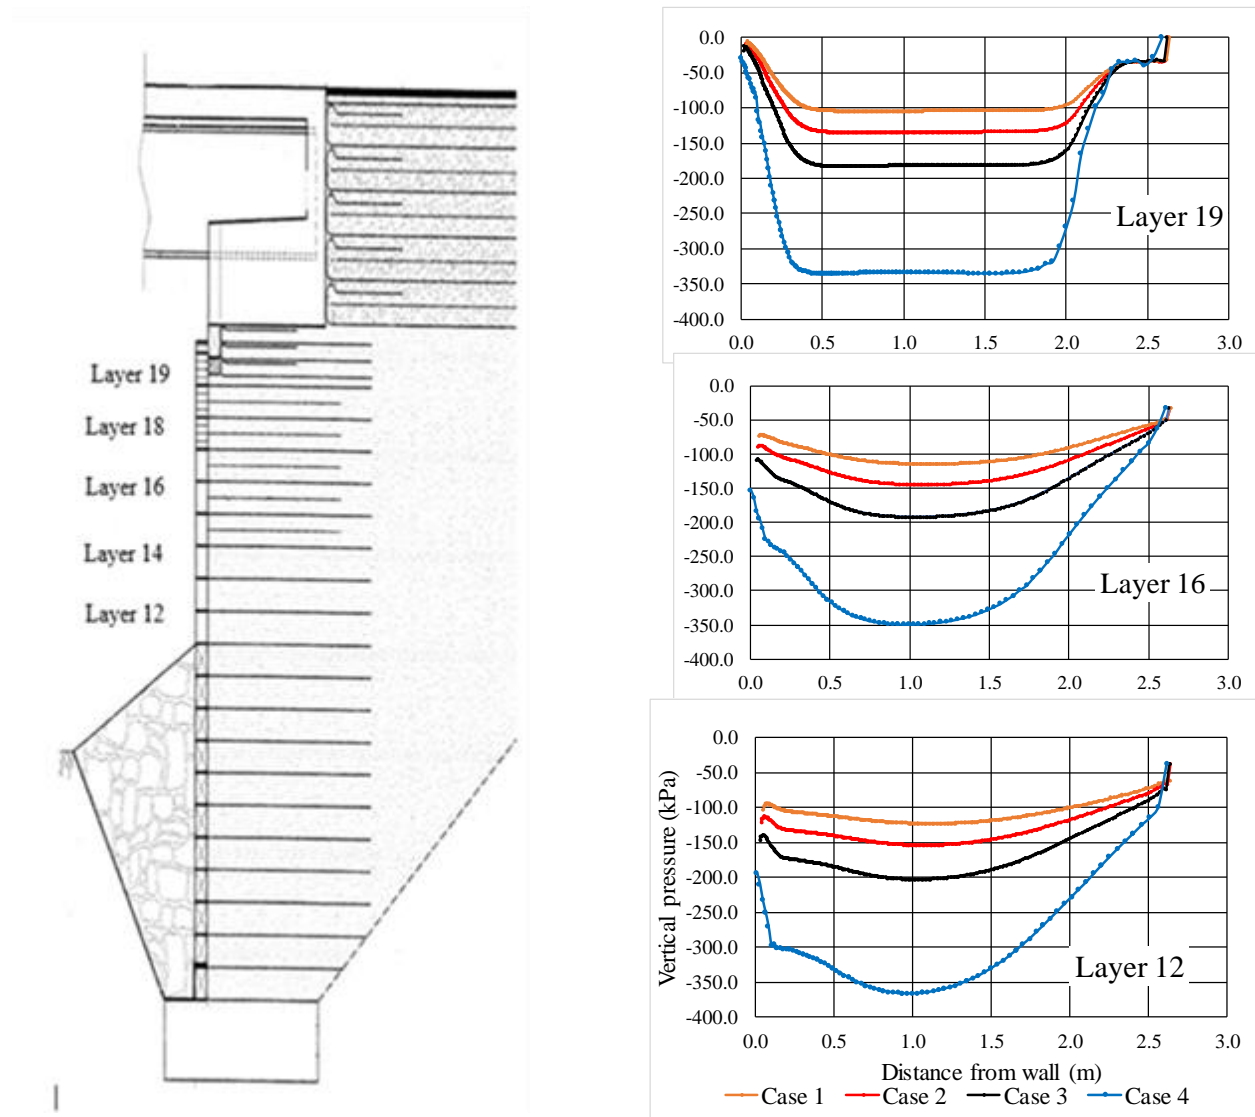 Layer 19
Layer 18
Layer 16
Layer 14
Layer 12
0.0
-50.0
-100.0
-150.0
-200.0
-250.0
-300.0
-350.0
-400.0
0.0 0.5 1.0 1.5 2.0 2.5 3.0
Layer 19
0.0
-50.0
-100.0
-150.0
-200.0
-250.0
-300.0
-350.0
-400.0
0.0 0.5 1.0 1.5 2.0 2.5 3.0
Layer 16
Vertical pressure (kPa)
0.0
-50.0
-100.0
-150.0
-200.0
-250.0
-300.0
-350.0
-400.0
0.0 0.5 1.0 1.5 2.0 2.5 3.0
Layer 12
Distance from wall (m)
Case 1 Case 2 Case 3 Case 4